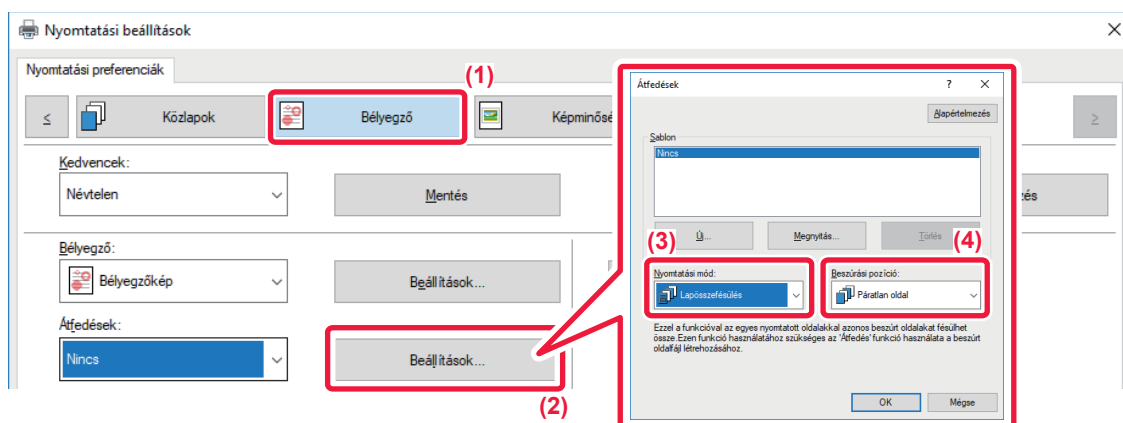 Nyomtatási beállítások
Nyomtatási preferenciák
(1)
<
Közlapok
Bélyegző
Képminősé
>
Kedvencek:
Névtelen
Mentés
zés
Bélyegző:
Bélyegzőkép
Beállítások...
Átfedések:
Nincs
Beállítások...
(2)
Átfedések
?
Alapértelmezés
Sablon
Nincs
Új...
Megnyitás...
Törlés
(3)
(4)
Nyomtatási mód:
Lapösszefésülés
Beszúrási pozíció:
Páratlan oldal
Ezzel a funkcióval az egyes nyomtatott oldalakkal azonos beszúrt oldalakat fésülhet
össze.Ezen funkció használatához szükséges az 'Átfedés' funkció használata a beszúrt
oldalfájl létrehozásához.
OK
Mégse